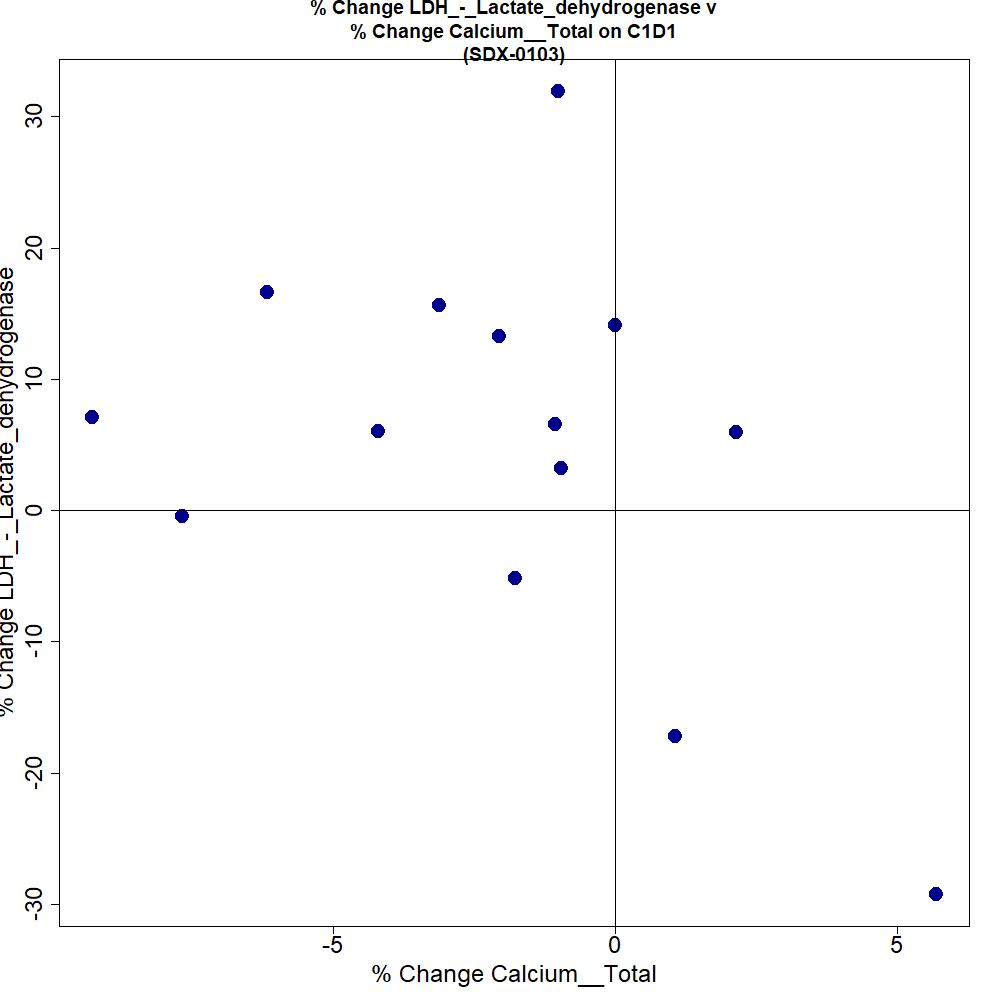 % Change LDH_-_Lactate_dehydrogenase v
% Change Calcium__Total on C1D1
(SDX-0103)
% Change LDH_-_Lactate_dehydrogenase
30
20
10
0
-10
-20
-30
-5
0
5
% Change Calcium__Total